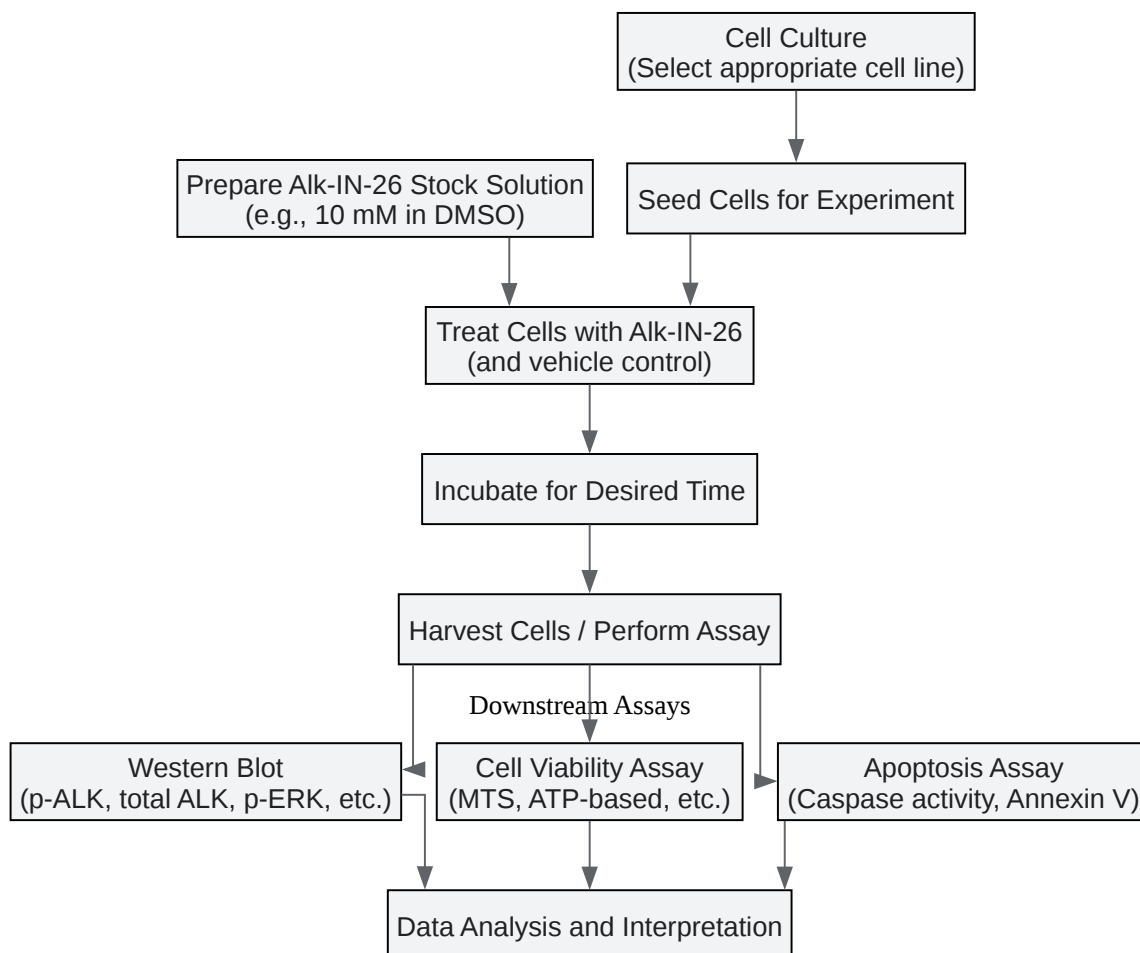 Cell Culture
(Select appropriate cell line)
Prepare Alk-IN-26 Stock Solution
(e.g., 10 mM in DMSO)
Seed Cells for Experiment
Treat Cells with Alk-IN-26
(and vehicle control)
Incubate for Desired Time
Harvest Cells / Perform Assay
Downstream Assays
Western Blot
(p-ALK, total ALK, p-ERK, etc.)
Cell Viability Assay
(MTS, ATP-based, etc.)
Apoptosis Assay
(Caspase activity, Annexin V)
Data Analysis and Interpretation